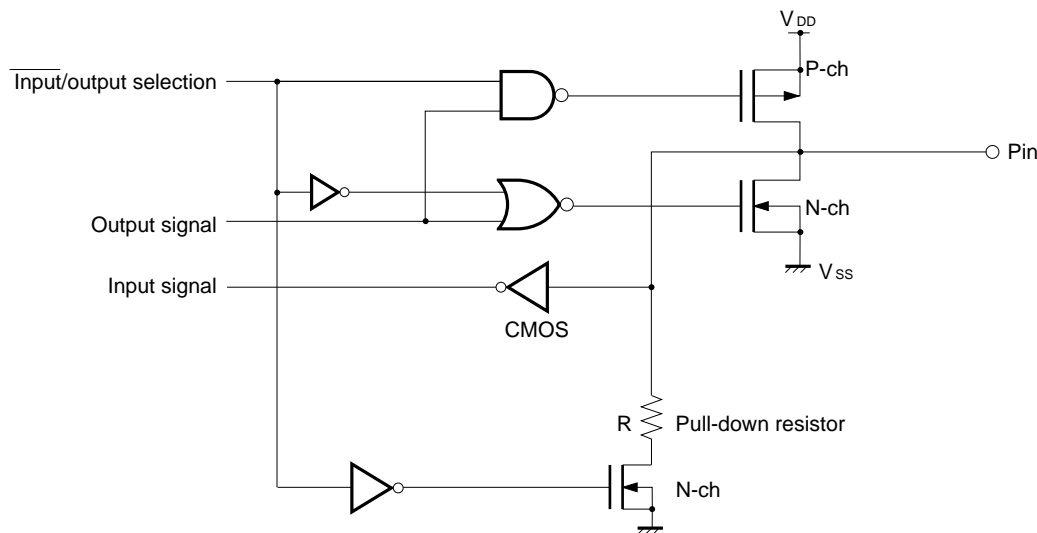 VDD
P-ch
Input/output selection
Pin
N-ch
Output signal
VSS
Input signal
CMOS
R
Pull-down resistor
N-ch